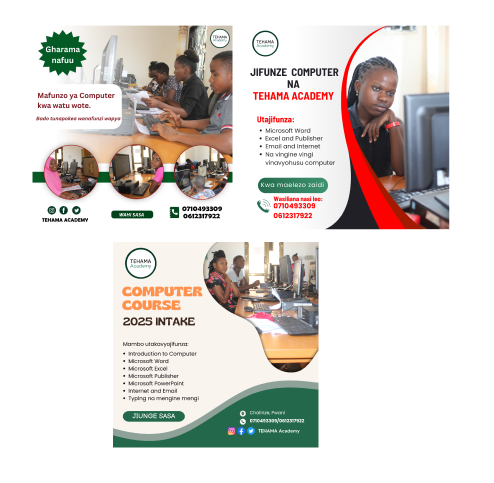 Gharama
nafuu
TEHAMA
Academy
Mafunzo ya Computer
kwa watu wote.
Bado tunapokea wanafunzi wapya
TEHAMA ACADEMY
WAHI SASA
0710493309
0612317922
TEHAMA
Academy
JIFUNZE COMPUTER
NA
TEHAMA ACADEMY
Utajifunza:
• Microsoft Word
• Excel and Publisher
• Email and Internet
• Na vingine vingi
vinavyohusu computer
Kwa maelezo zaidi
Wasiliana nasi leo:
0710493309
0612317922
TEHAMA
Academy
COMPUTER
COURSE
2025 INTAKE
Mambo utakavyojifunza:
• Introduction to Computer
• Microsoft Word
• Microsoft Excel
• Microsoft Publisher
• Microsoft PowerPoint
• Internet and Email
• Typing na mengine mengi
JIUNGE SASA
Chalinze, Pwani
0710493309/0612317922
TEHAMA Academy